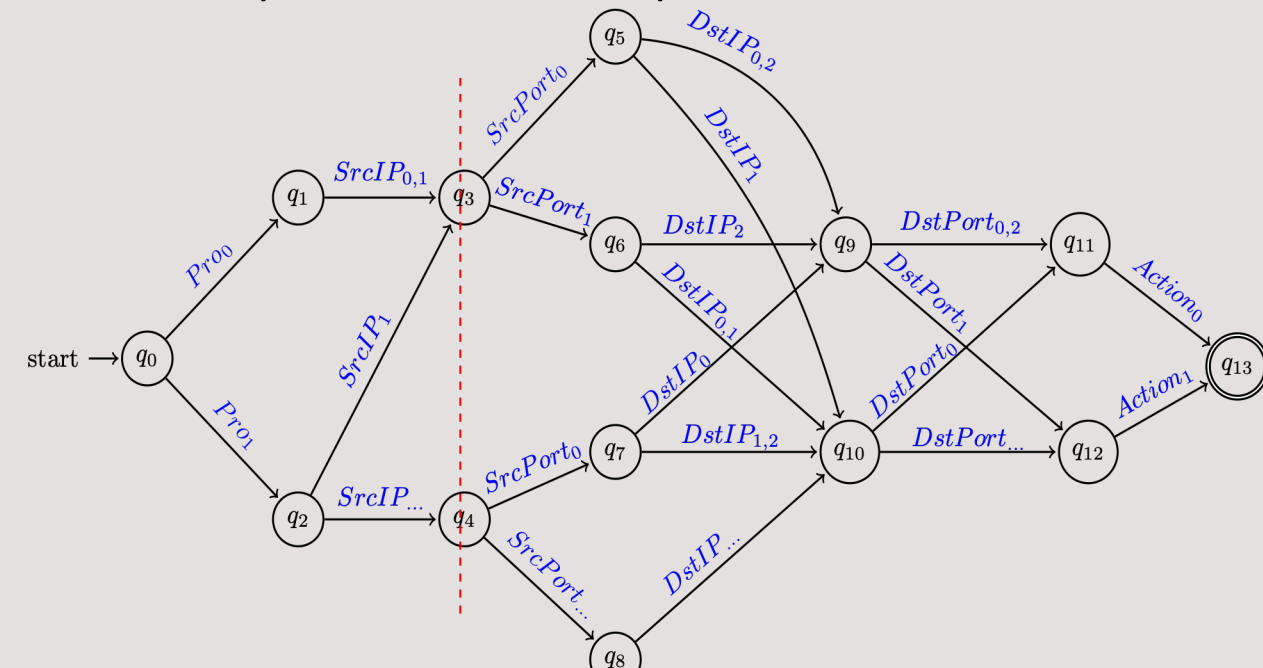 q5
DstIP0,2
SrcPort0
DstIP1
q1
SrcIP0,1
q3
SrcPort1
q6
DstIP2
q9
DstPort0,2
q11
Pro0
DstIP0,1
DstPort1
Action0
start
q0
SrcIP1
DstIP0
DstPort0
q13
Pro1
Action1
q7
DstIP1,2
q10
DstPort...
q12
SrcPort0
q2
SrcIP...
q4
SrcPort...
DstIP...
q8